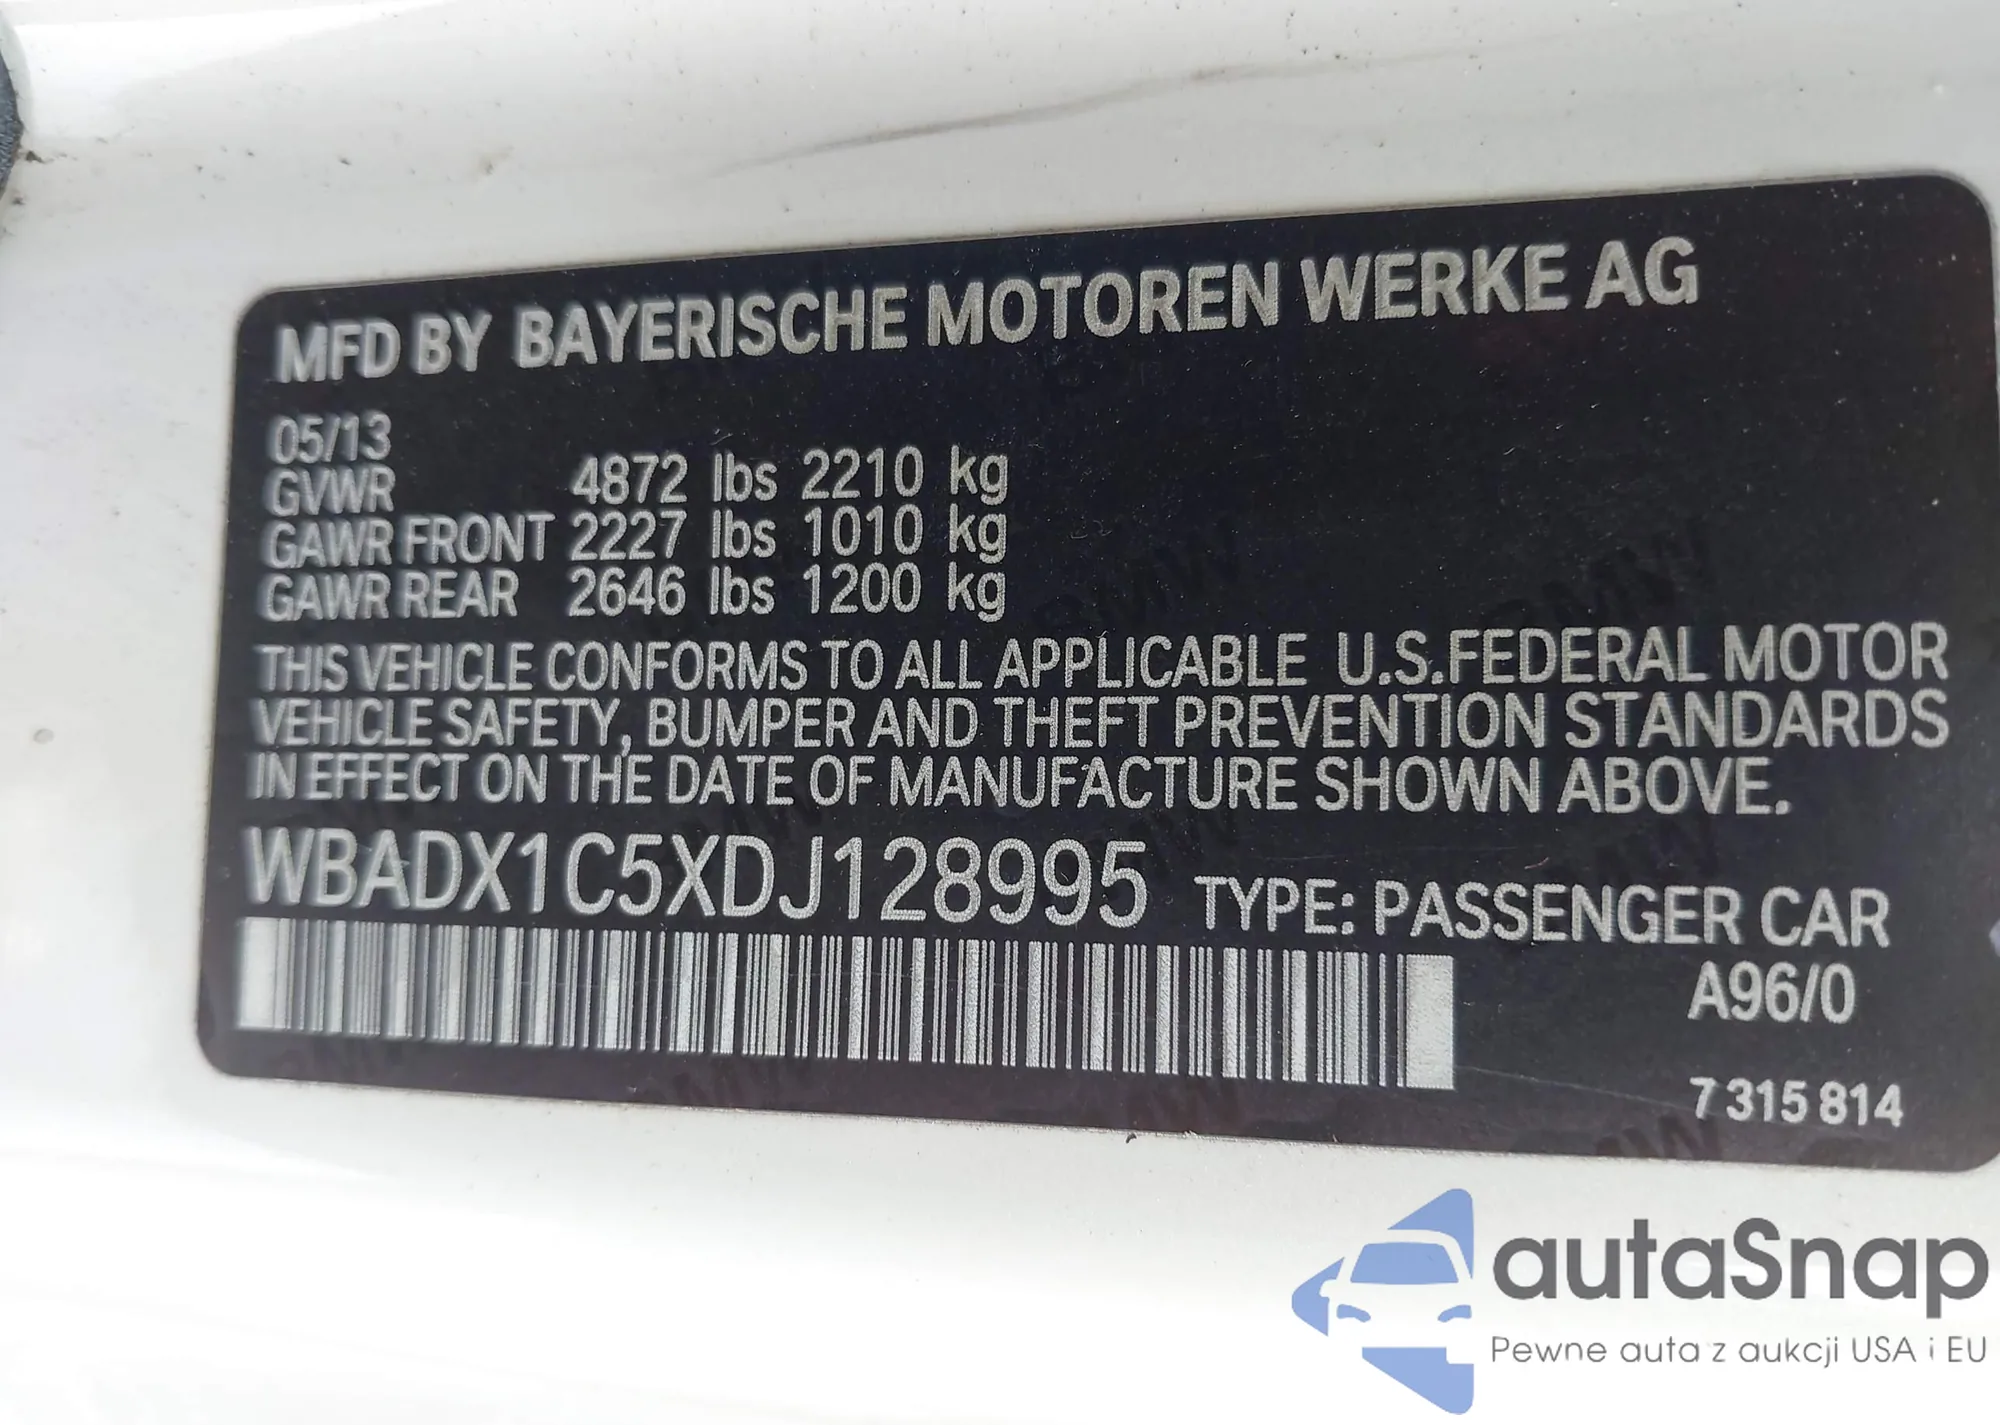 MFD BY BAYERISCHE MOTOREN WERKE AG
05/13
GVWR 4872 lbs 2210 kg
GAWR FRONT 2227 lbs 1010 kg
GAWR REAR 2646 lbs 1200 kg
THIS VEHICLE CONFORMS TO ALL APPLICABLE U.S.FEDERAL MOTOR
VEHICLE SAFETY, BUMPER AND THEFT PREVENTION STANDARDS
IN EFFECT ON THE DATE OF MANUFACTURE SHOWN ABOVE.
WBADX1C5XDJ128995 TYPE: PASSENGER CAR
A96/0
7 315 814
autaSnap
Pewne auta z aukcji USA i EU